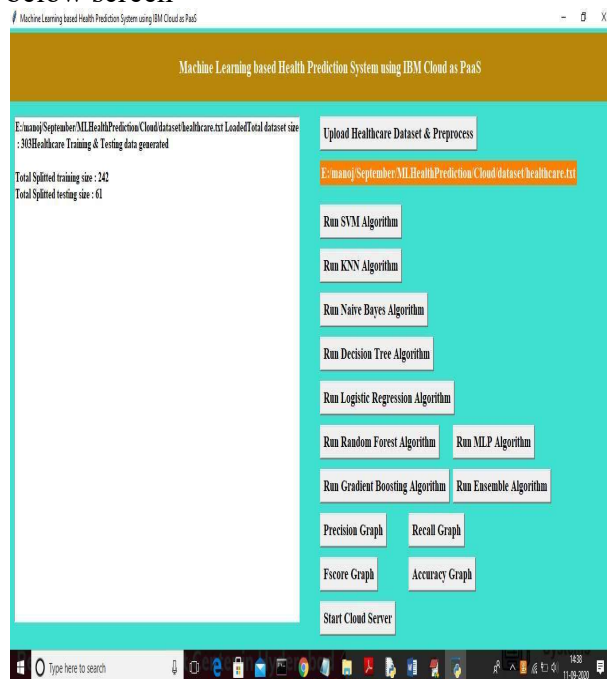 below screen
Machine Learning based Health Prediction System using IBM Cloud as PaaS
Machine Learning based Health Prediction System using IBM Cloud as PaaS
E:/manoj/September/MLHealthPrediction/Cloud/dataset/healthcare.txt LoadedTotal dataset size
: 303Healthcare Training & Testing data generated
Total Splitted training size : 242
Total Splitted testing size : 61
Upload Healthcare Dataset & Preprocess
E:/manoj/September/MLHealthPrediction/Cloud/dataset/healthcare.txt
Run SVM Algorithm
Run KNN Algorithm
Run Naive Bayes Algorithm
Run Decision Tree Algorithm
Run Logistic Regression Algorithm
Run Random Forest Algorithm Run MLP Algorithm
Run Gradient Boosting Algorithm Run Ensemble Algorithm
Precision Graph Recall Graph
Fscore Graph Accuracy Graph
Start Cloud Server
Type here to search
14:38
11-09-2020